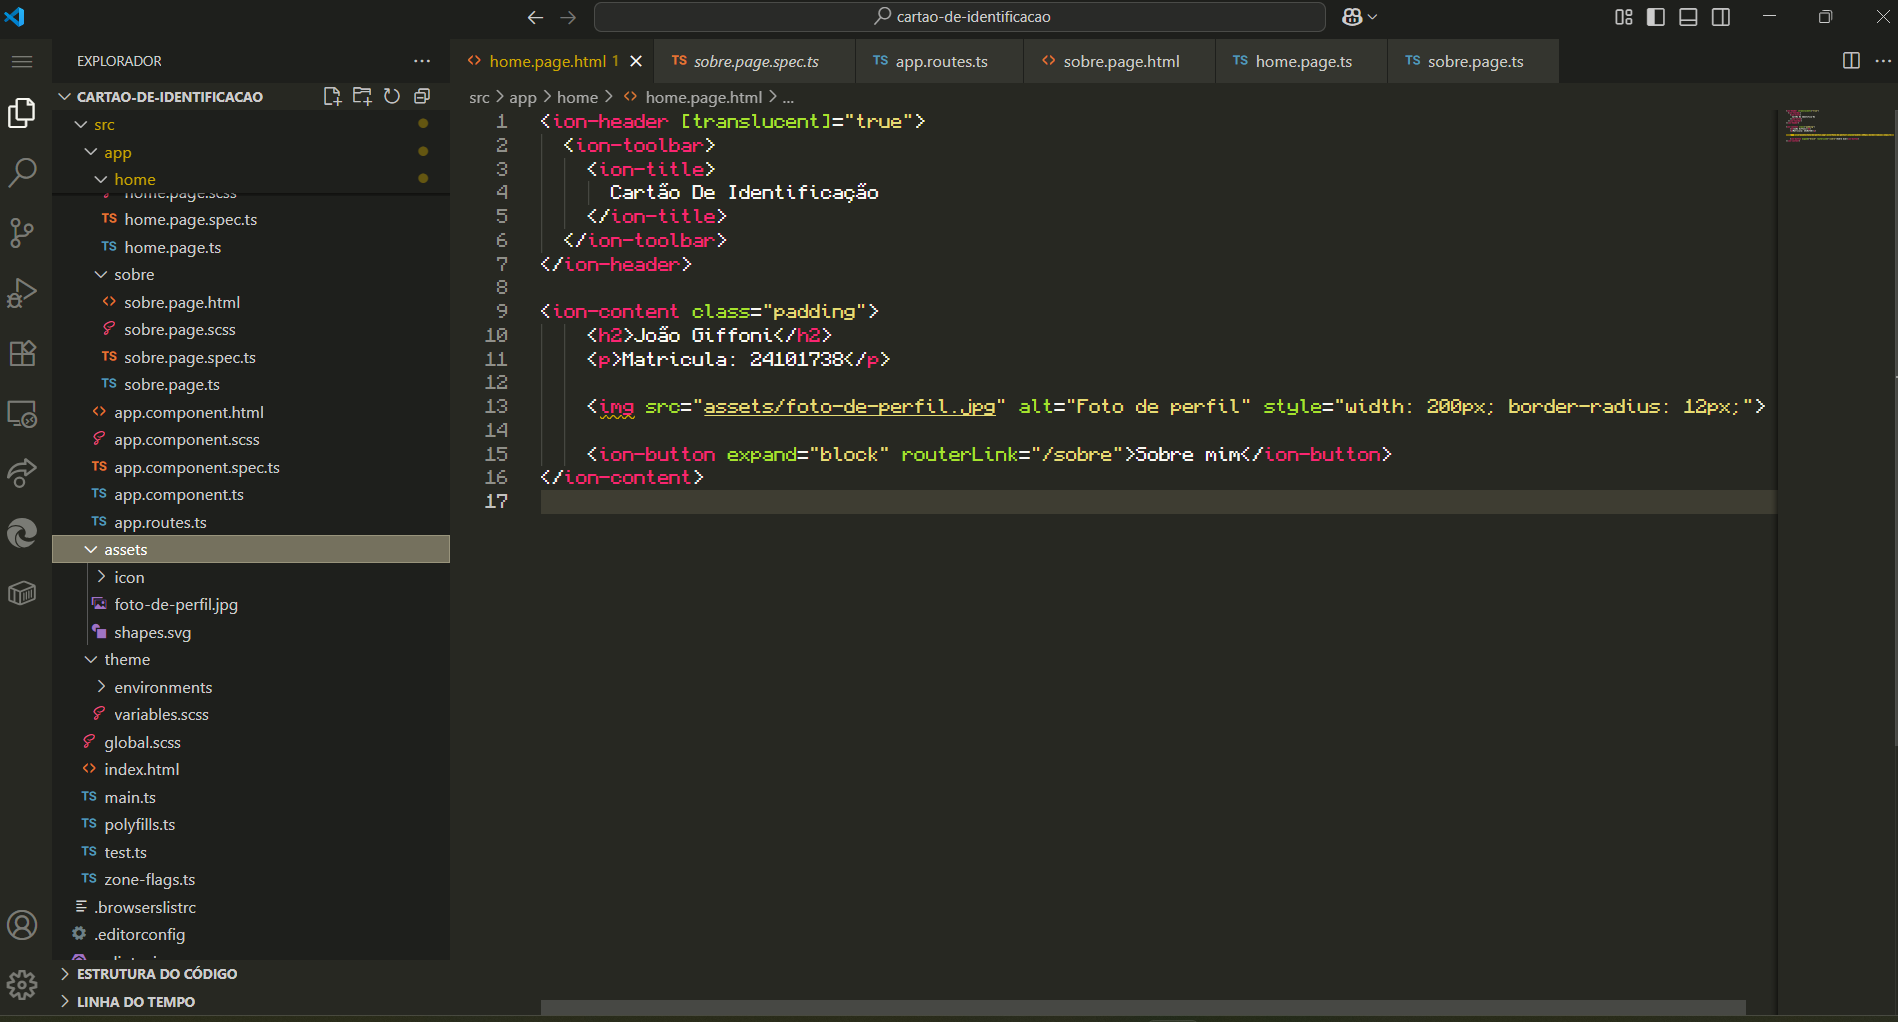 cartao-de-identificacao
EXPLORADOR
CARTAO-DE-IDENTIFICACAO
src
app
home
home.page.scss
TS home.page.spec.ts
TS home.page.ts
sobre
<> sobre.page.html
sobre.page.scss
TS sobre.page.spec.ts
TS sobre.page.ts
<> app.component.html
app.component.scss
TS app.component.spec.ts
TS app.component.ts
TS app.routes.ts
assets
icon
foto-de-perfil.jpg
shapes.svg
theme
environments
variables.scss
global.scss
<> index.html
TS main.ts
TS polyfills.ts
TS test.ts
TS zone-flags.ts
.browserslistrc
.editorconfig
ESTRUTURA DO CÓDIGO
LINHA DO TEMPO
<> home.page.html 1
TS sobre.page.spec.ts
TS app.routes.ts
<> sobre.page.html
TS home.page.ts
TS sobre.page.ts
src > app > home > <> home.page.html > ...
1 <ion-header [translucent]="true">
2 <ion-toolbar>
3 <ion-title>
4 Cartão De Identificação
5 </ion-title>
6 </ion-toolbar>
7 </ion-header>
8
9 <ion-content class="padding">
10 <h2>João Giffoni</h2>
11 <p>Matricula: 24101738</p>
12
13 <img src="assets/foto-de-perfil.jpg" alt="Foto de perfil" style="width: 200px; border-radius: 12px;">
14
15 <ion-button expand="block" routerLink="/sobre">Sobre mim</ion-button>
16 </ion-content>
17